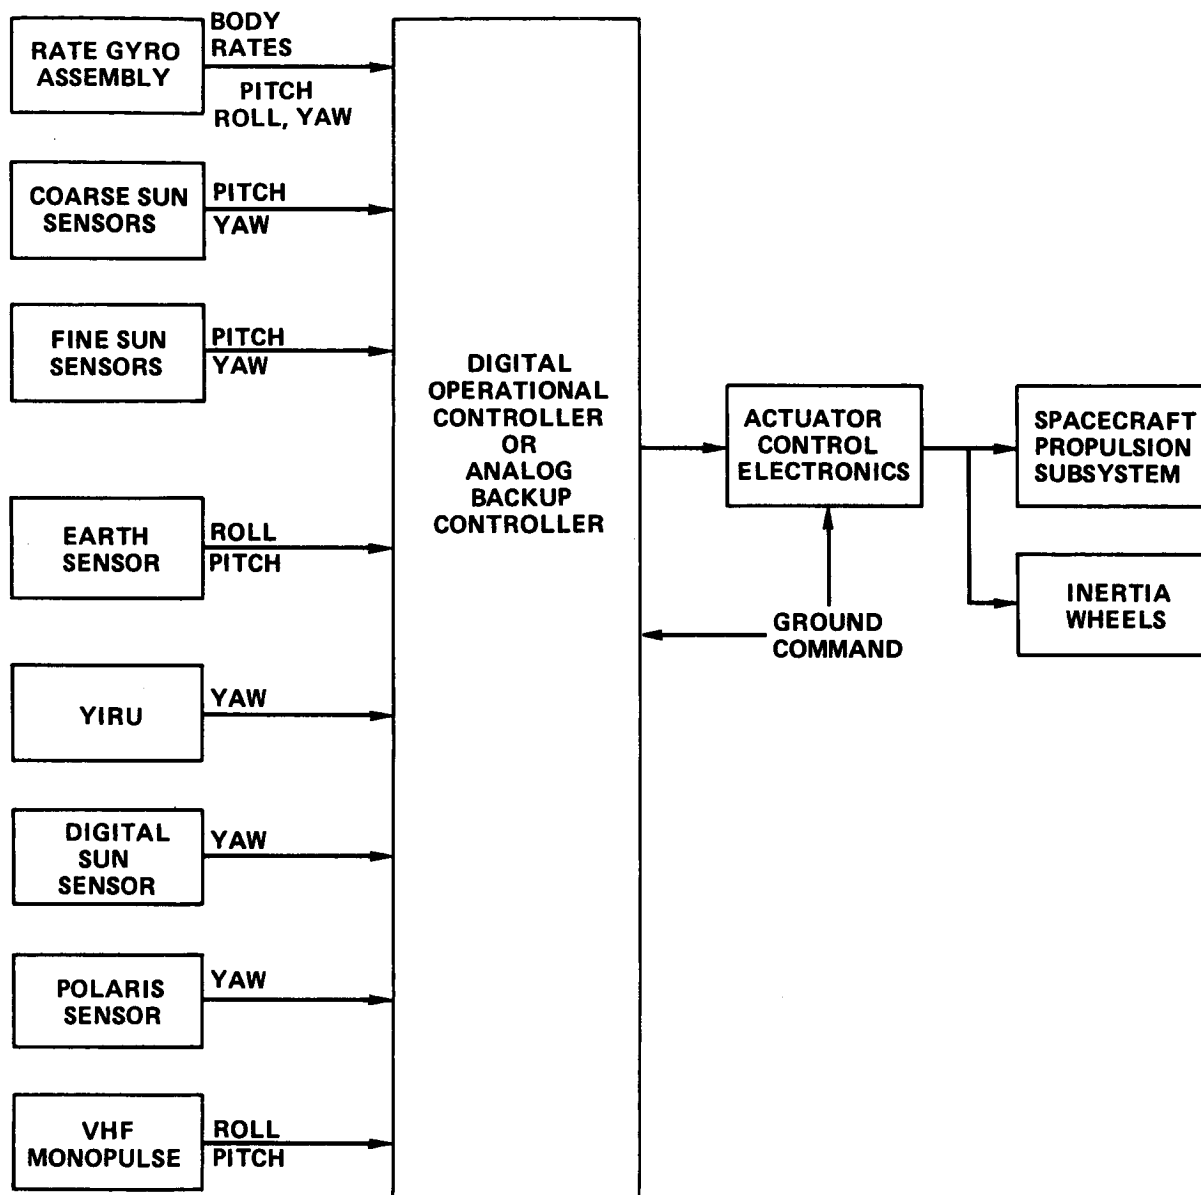 RATE GYRO
ASSEMBLY
BODY
RATES
PITCH
ROLL, YAW
COARSE SUN
SENSORS
PITCH
YAW
FINE SUN
SENSORS
PITCH
YAW
EARTH
SENSOR
ROLL
PITCH
YIRU
YAW
DIGITAL
SUN
SENSOR
YAW
POLARIS
SENSOR
YAW
VHF
MONOPULSE
ROLL
PITCH
DIGITAL
OPERATIONAL
CONTROLLER
OR
ANALOG
BACKUP
CONTROLLER
ACTUATOR
CONTROL
ELECTRONICS
GROUND
COMMAND
SPACECRAFT
PROPULSION
SUBSYSTEM
INERTIA
WHEELS